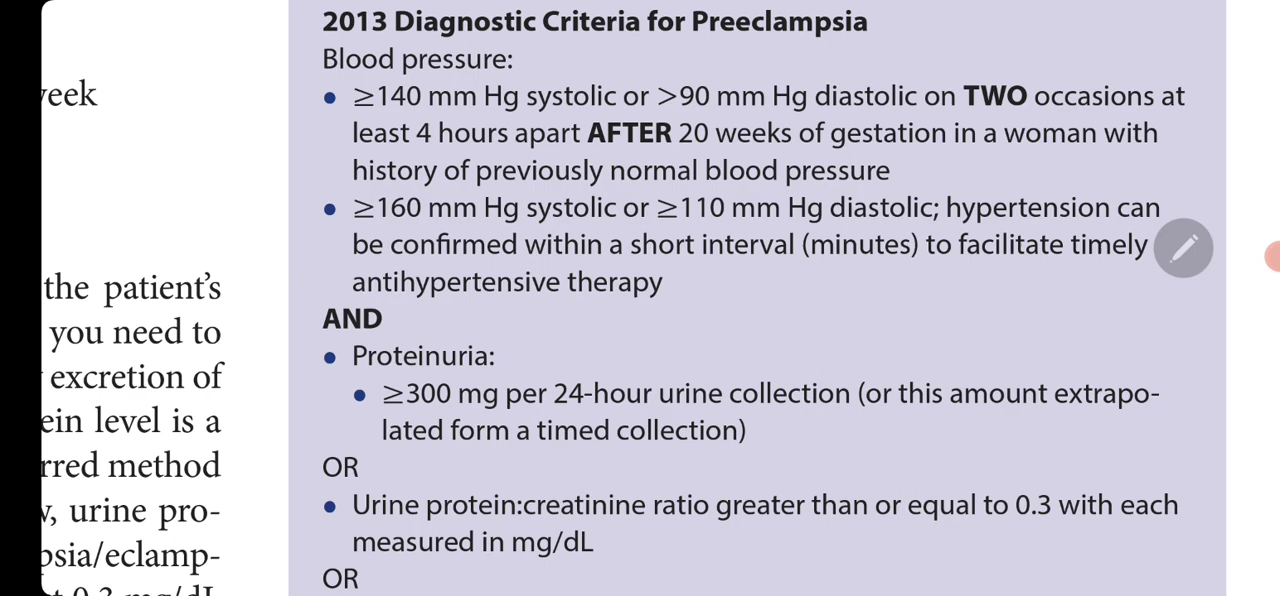 2013 Diagnostic Criteria for Preeclampsia
Blood pressure:
• ≥140 mm Hg systolic or >90 mm Hg diastolic on TWO occasions at
least 4 hours apart AFTER 20 weeks of gestation in a woman with
history of previously normal blood pressure
• ≥160 mm Hg systolic or ≥110 mm Hg diastolic; hypertension can
be confirmed within a short interval (minutes) to facilitate timely
antihypertensive therapy
AND
• Proteinuria:
• ≥300 mg per 24-hour urine collection (or this amount extrapo-
lated form a timed collection)
OR
• Urine protein:creatinine ratio greater than or equal to 0.3 with each
measured in mg/dL
OR
the patient's
you need to
excretion of
level is a
method
urine pro-